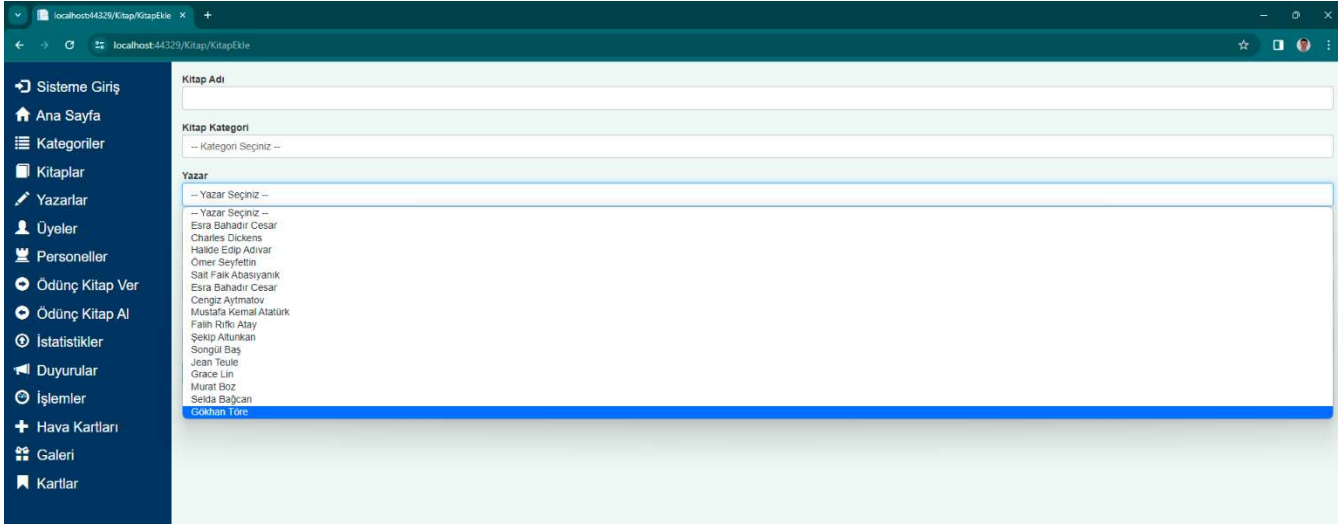 localhost:44329/Kitap/KitapEkle
localhost:44329/Kitap/KitapEkle
Sisteme Giriş
Ana Sayfa
Kategoriler
Kitaplar
Yazarlar
Üyeler
Personeller
Ödünç Kitap Ver
Ödünç Kitap Al
İstatistikler
Duyurular
İşlemler
Hava Kartları
Galeri
Kartlar
Kitap Adı
Kitap Kategori
-- Kategori Seçiniz --
Yazar
-- Yazar Seçiniz --
-- Yazar Seçiniz --
Esra Bahadır Cesar
Charles Dickens
Halide Edip Adıvar
Ömer Seyfettin
Sait Faik Abasıyanık
Esra Bahadır Cesar
Cengiz Aytmatov
Mustafa Kemal Atatürk
Falih Rıfkı Atay
Şekip Altunkan
Songül Baş
Jean Teule
Grace Lin
Murat Boz
Selda Bağcan
Gökhan Töre